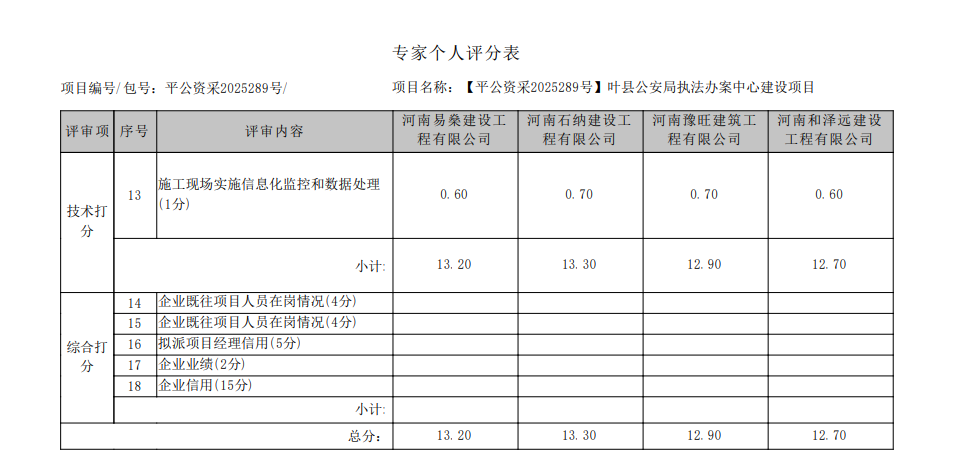 专家个人评分表
项目编号/包号：平公资采2025289号/ 项目名称：【平公资采2025289号】叶县公安局执法办案中心建设项目
评审项 序号 评审内容 河南易燊建设工程有限公司 河南石纳建设工程有限公司 河南豫旺建筑工程有限公司 河南和泽远建设工程有限公司
技术打分
13 施工现场实施信息化监控和数据处理(1分) 0.60 0.70 0.70 0.60
小计: 13.20 13.30 12.90 12.70
综合打分
14 企业既往项目人员在岗情况(4分)
15 企业既往项目人员在岗情况(4分)
16 拟派项目经理信用(5分)
17 企业业绩(2分)
18 企业信用(15分)
小计:
总分: 13.20 13.30 12.90 12.70